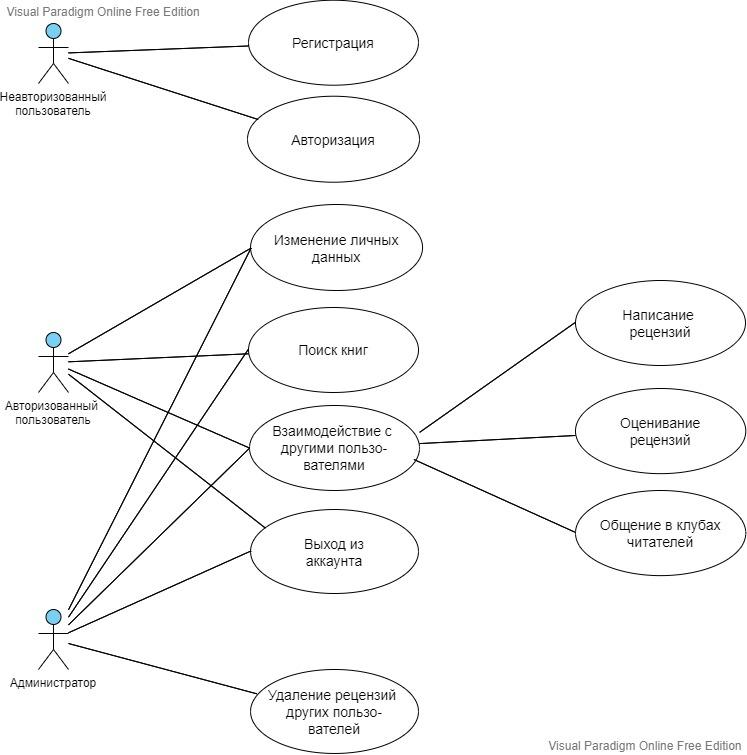 Visual Paradigm Online Free Edition
Регистрация
Неавторизованный
пользователь
Авторизация
Изменение личных
данных
Написание
рецензий
Поиск книг
Авторизованный
пользователь
Оценивание
рецензий
Взаимодействие с
другими пользо-
вателями
Общение в клубах
читателей
Выход из
аккаунта
Администратор
Удаление рецензий
других пользо-
вателей
Visual Paradigm Online Free Edition